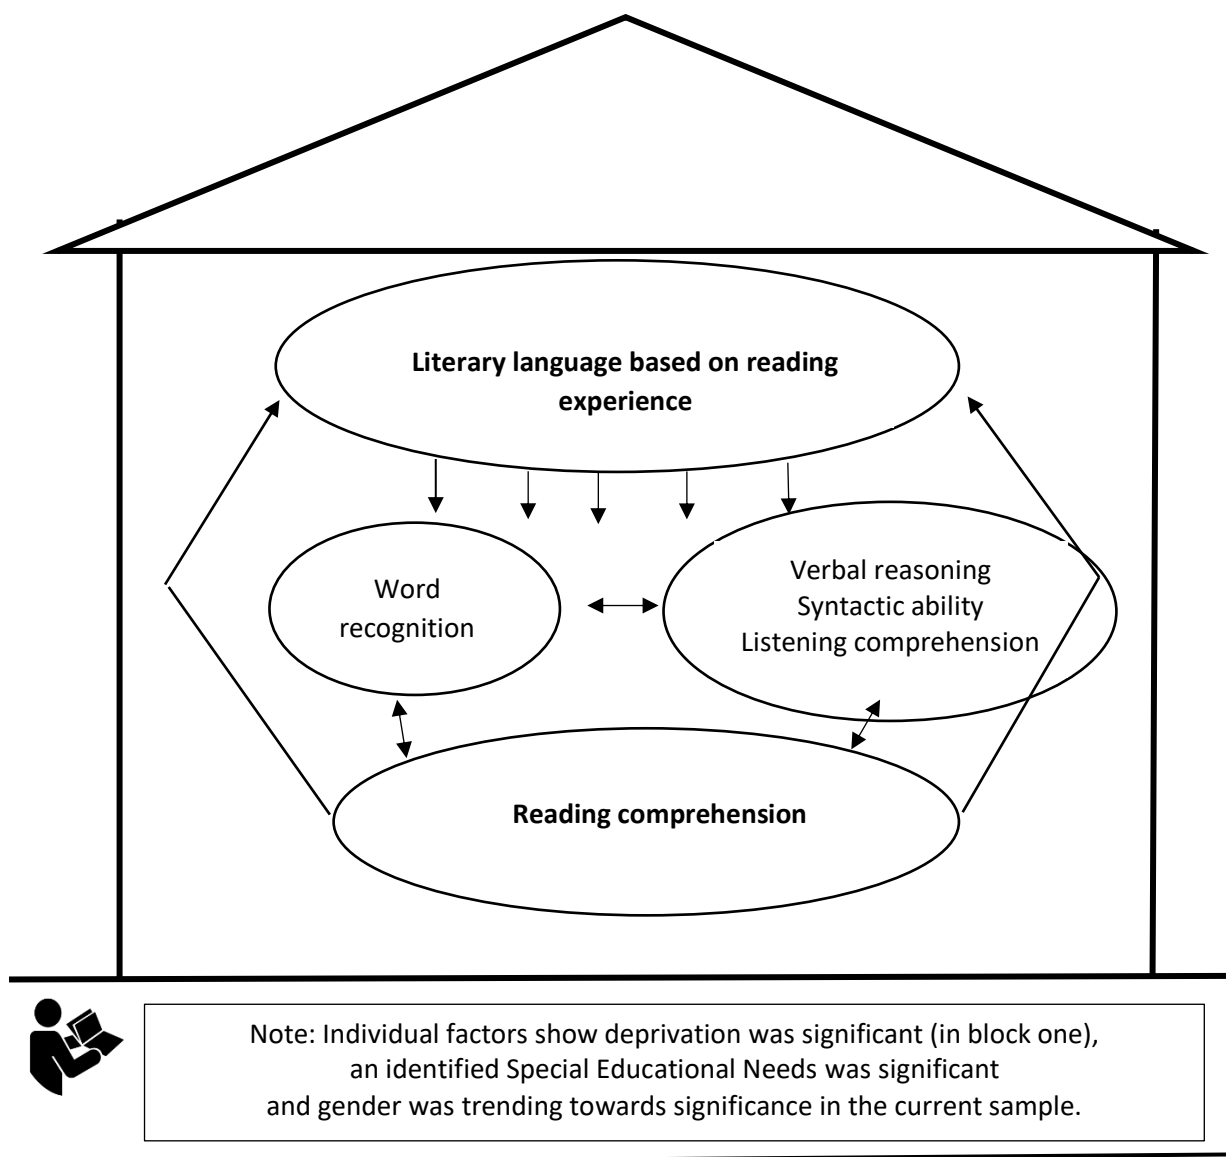 Literary language based on reading
experience
Word
recognition
Verbal reasoning
Syntactic ability
Listening comprehension
Reading comprehension
Note: Individual factors show deprivation was significant (in block one),
an identified Special Educational Needs was significant
and gender was trending towards significance in the current sample.